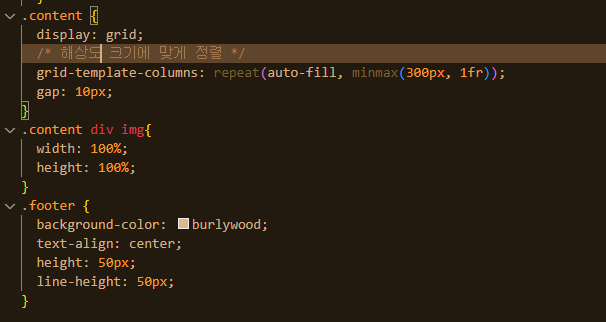 }
.content {
display: grid;
/* 해상도 크기에 맞게 정렬 */
grid-template-columns: repeat(auto-fill, minmax(300px, 1fr));
gap: 10px;
}
.content div img{
width: 100%;
height: 100%;
}
.footer {
background-color: burlywood;
text-align: center;
height: 50px;
line-height: 50px;
}